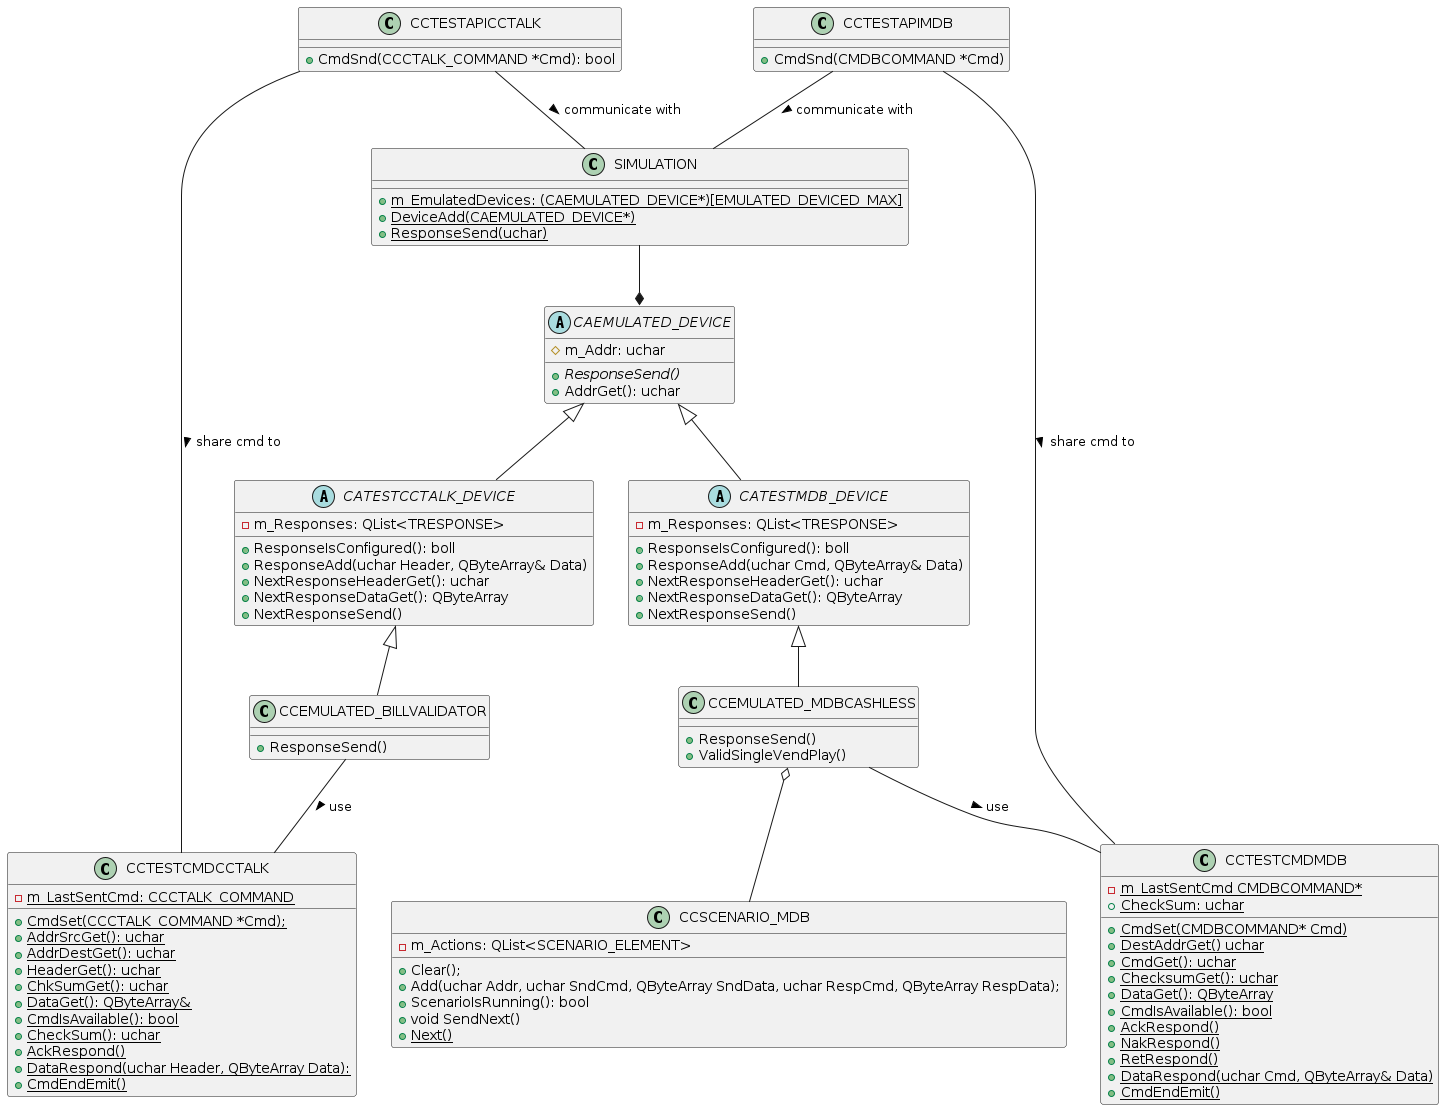 C CCTESTAPICCTALK
CmdSnd(CCCTALK_COMMAND *Cmd): bool
C CCTESTAPIMDB
CmdSnd(CMDBCOMMAND *Cmd)
communicate with
communicate with
C SIMULATION
m_EmulatedDevices: (CAEMULATED_DEVICE*)[EMULATED_DEVICED_MAX]
DeviceAdd(CAEMULATED_DEVICE*)
ResponseSend(uchar)
A CAEMULATED_DEVICE
m_Addr: uchar
ResponseSend()
AddrGet(): uchar
share cmd to
share cmd to
A CATESTCCTALK_DEVICE
m_Responses: QList<TRESPONSE>
ResponseIsConfigured(): boll
ResponseAdd(uchar Header, QByteArray& Data)
NextResponseHeaderGet(): uchar
NextResponseDataGet(): QByteArray
NextResponseSend()
A CATESTMDB_DEVICE
m_Responses: QList<TRESPONSE>
ResponseIsConfigured(): boll
ResponseAdd(uchar Cmd, QByteArray& Data)
NextResponseHeaderGet(): uchar
NextResponseDataGet(): QByteArray
NextResponseSend()
C CCEMULATED_BILLVALIDATOR
ResponseSend()
C CCEMULATED_MDBCASHLESS
ResponseSend()
ValidSingleVendPlay()
use
use
C CCTESTCMDCCTALK
m_LastSentCmd: CCCTALK_COMMAND
CmdSet(CCCTALK_COMMAND *Cmd);
AddrSrcGet(): uchar
AddrDestGet(): uchar
HeaderGet(): uchar
ChkSumGet(): uchar
DataGet(): QByteArray&
CmdIsAvailable(): bool
CheckSum(): uchar
AckRespond()
DataRespond(uchar Header, QByteArray Data):
CmdEndEmit()
C CCSCENARIO_MDB
m_Actions: QList<SCENARIO_ELEMENT>
Clear();
Add(uchar Addr, uchar SndCmd, QByteArray SndData, uchar RespCmd, QByteArray RespData);
ScenarioIsRunning(): bool
void SendNext()
Next()
C CCTESTCMDMDB
m_LastSentCmd CMDBCOMMAND*
CheckSum: uchar
CmdSet(CMDBCOMMAND* Cmd)
DestAddrGet() uchar
CmdGet(): uchar
ChecksumGet(): uchar
DataGet(): QByteArray
CmdIsAvailable(): bool
AckRespond()
NakRespond()
RetRespond()
DataRespond(uchar Cmd, QByteArray& Data)
CmdEndEmit()